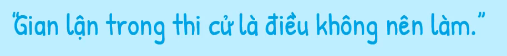 "Gian lận trong thi cử là điều không nên làm."